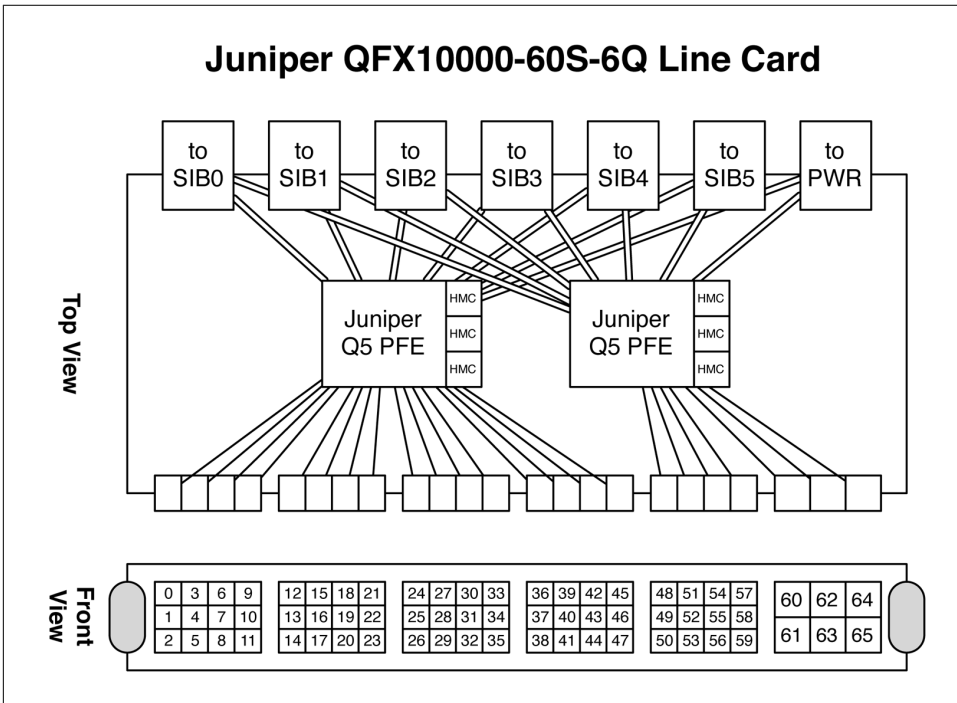 Juniper QFX10000-60S-6Q Line Card
to SIB0
to SIB1
to SIB2
to SIB3
to SIB4
to SIB5
to PWR
Top View
Juniper Q5 PFE
HMC
HMC
HMC
Juniper Q5 PFE
HMC
HMC
HMC
Front View
0 3 6 9
1 4 7 10
2 5 8 11
12 15 18 21
13 16 19 22
14 17 20 23
24 27 30 33
25 28 31 34
26 29 32 35
36 39 42 45
37 40 43 46
38 41 44 47
48 51 54 57
49 52 55 58
50 53 56 59
60 62 64
61 63 65